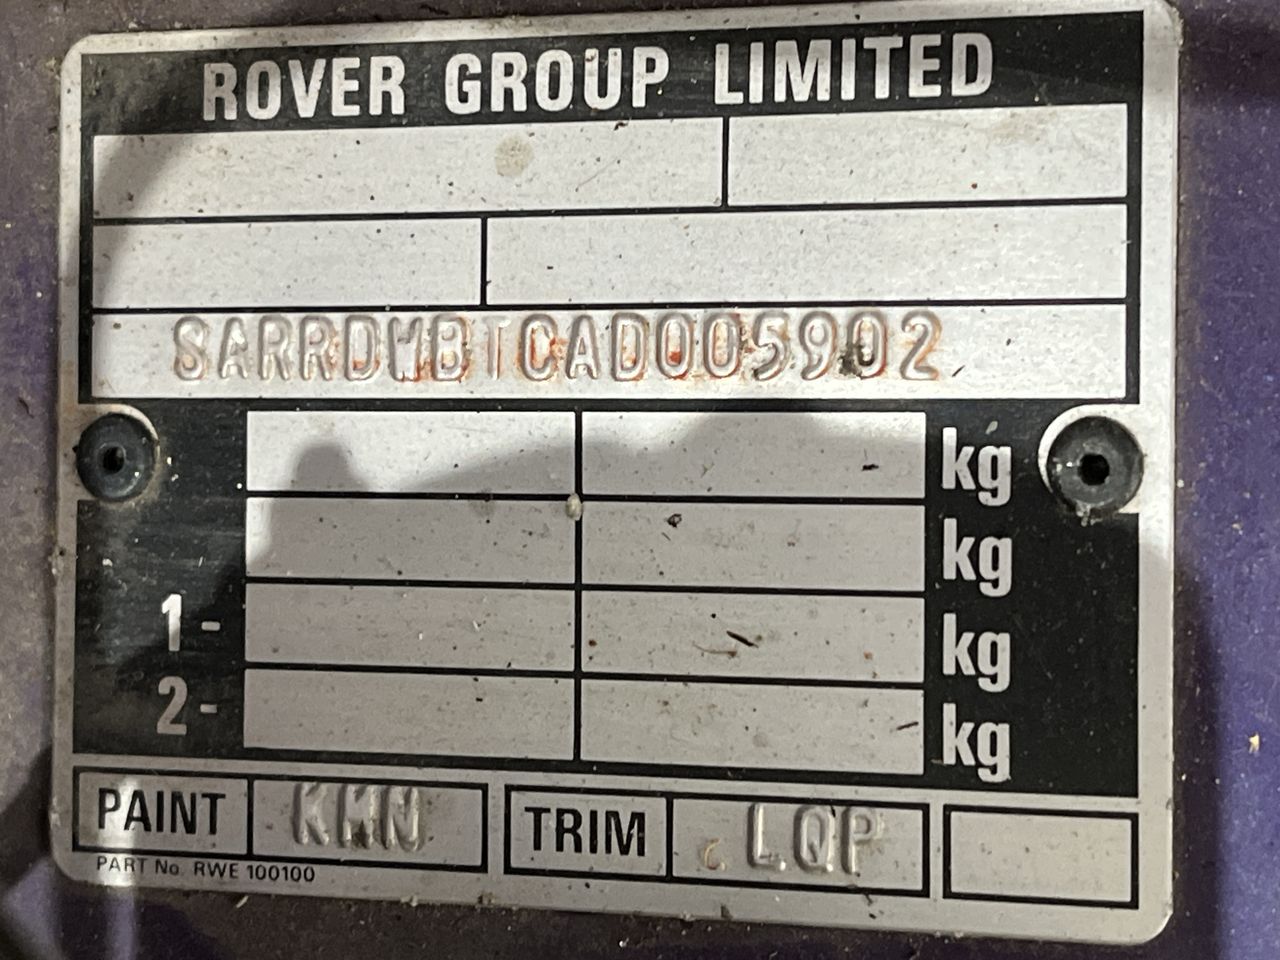 ROVER GROUP LIMITED
SARRDWBTCAD005902
kg
kg
1- kg
2- kg
PAINT KMN TRIM LQP
PART No. RWE 100100